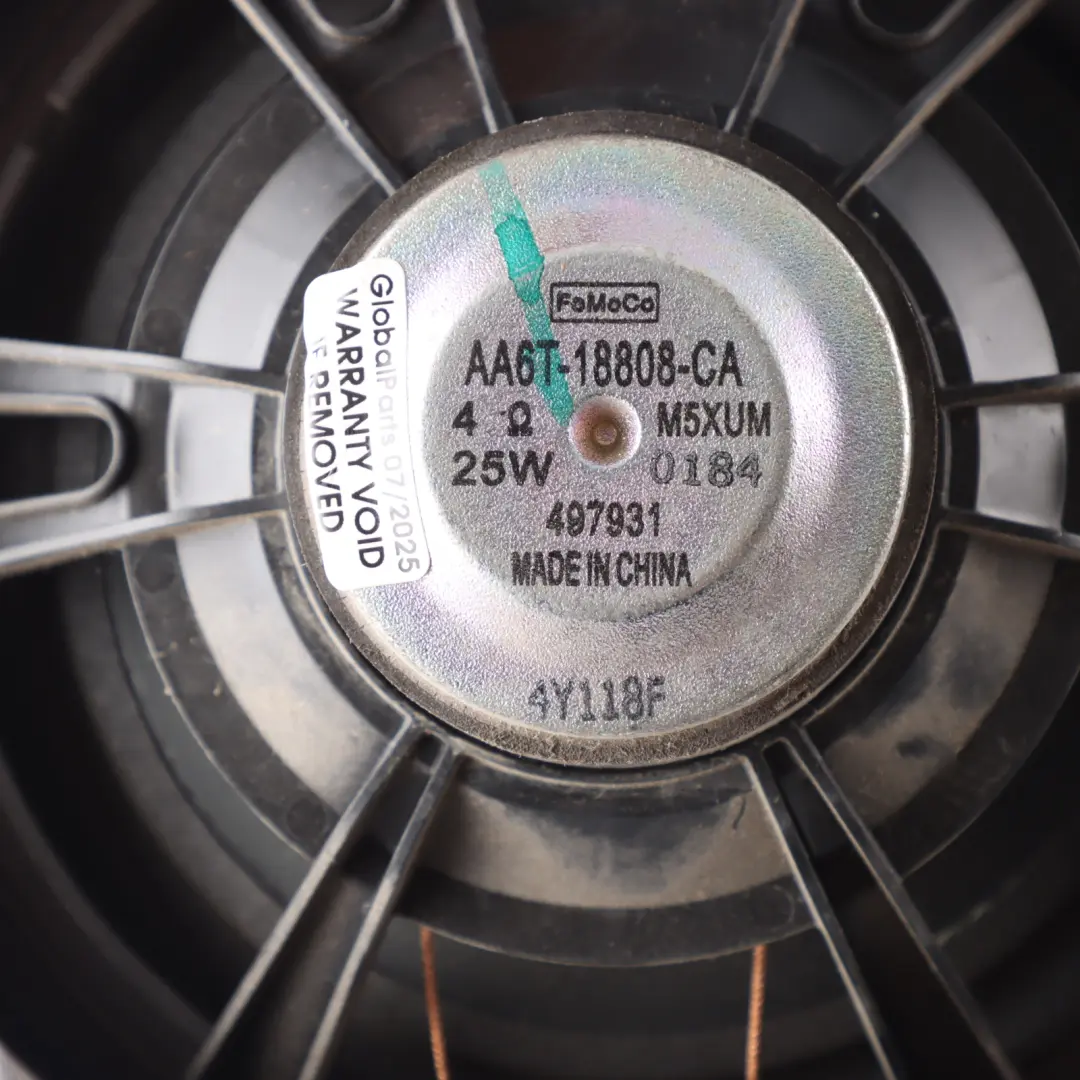 FoMoCo
AA6T-18808-CA
4 Ω M5XUM
25W 0184
497931
MADE IN CHINA
4Y118F
GlobalParts 07/2025
WARRANTY VOID
IF REMOVED